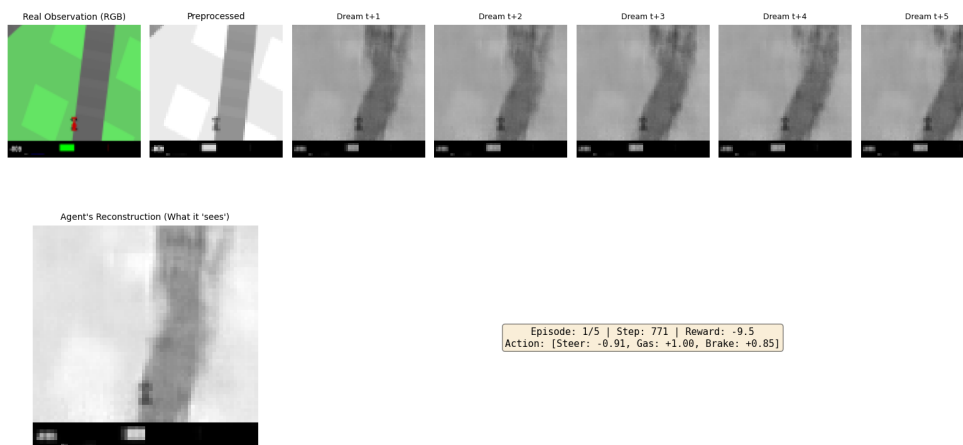 Real Observation (RGB)
Preprocessed
Dream t+1
Dream t+2
Dream t+3
Dream t+4
Dream t+5
Agent's Reconstruction (What it 'sees')
Episode: 1/5 | Step: 771 | Reward: -9.5
Action: [Steer: -0.91, Gas: +1.00, Brake: +0.85]